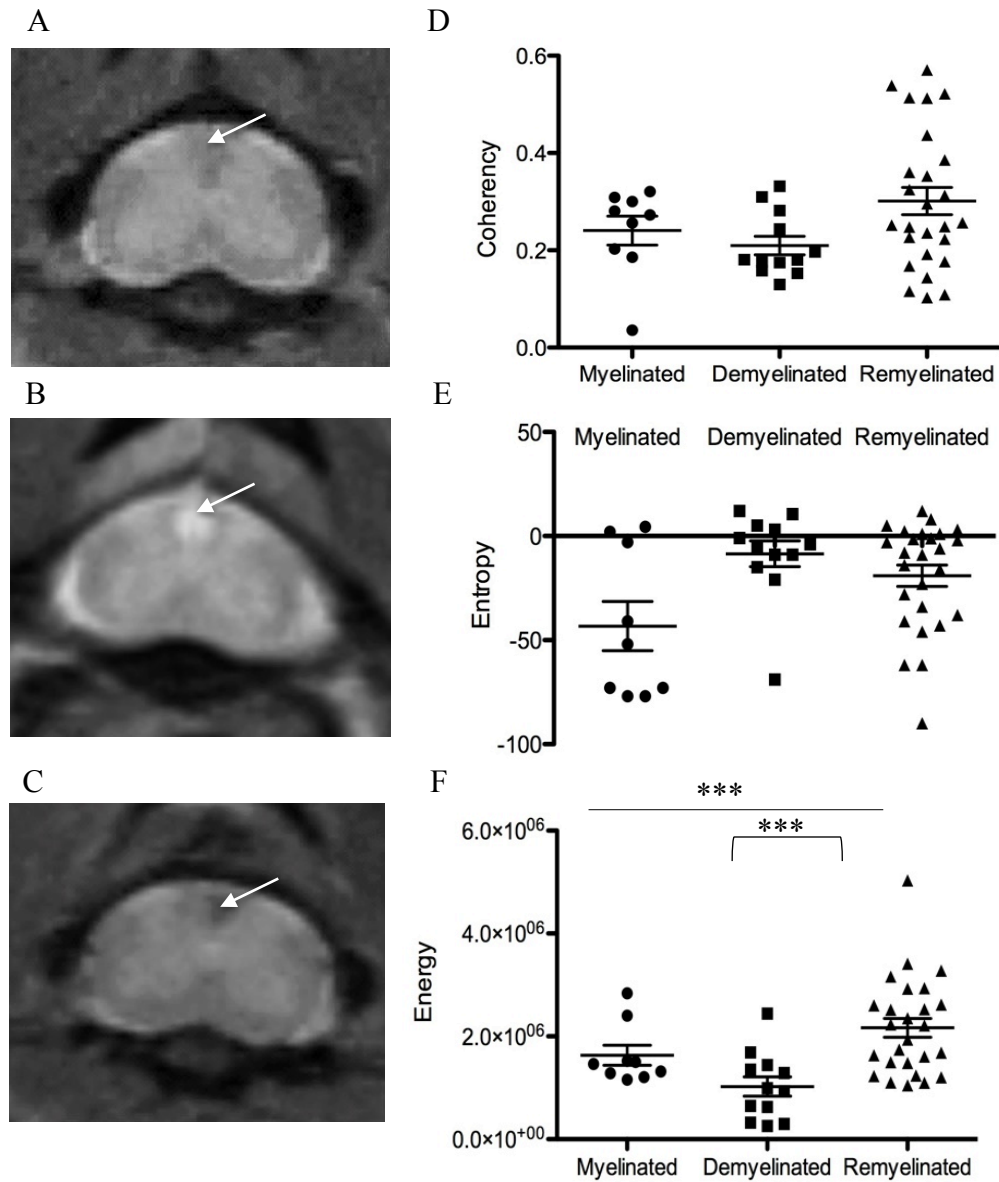 A
D
0.6
0.4
0.2
0.0
Coherency
Myelinated Demyelinated Remyelinated
B
E
50
0
-50
-100
Entropy
Myelinated Demyelinated Remyelinated
C
F
***
***
6.0×10⁰⁶
4.0×10⁰⁶
2.0×10⁰⁶
0.0×10⁺⁰⁰
Energy
Myelinated Demyelinated Remyelinated